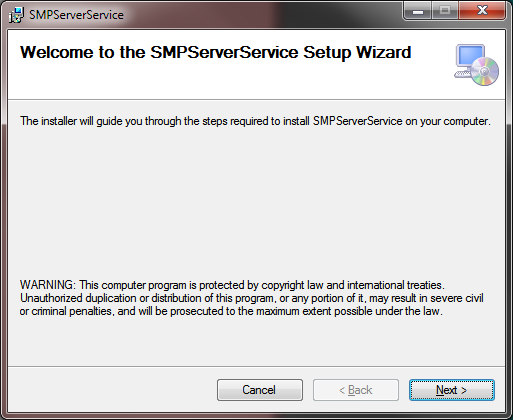 SMPServerService
Welcome to the SMPServerService Setup Wizard
The installer will guide you through the steps required to install SMPServerService on your computer.
WARNING: This computer program is protected by copyright law and international treaties.
Unauthorized duplication or distribution of this program, or any portion of it, may result in severe civil
or criminal penalties, and will be prosecuted to the maximum extent possible under the law.
Cancel < Back Next >